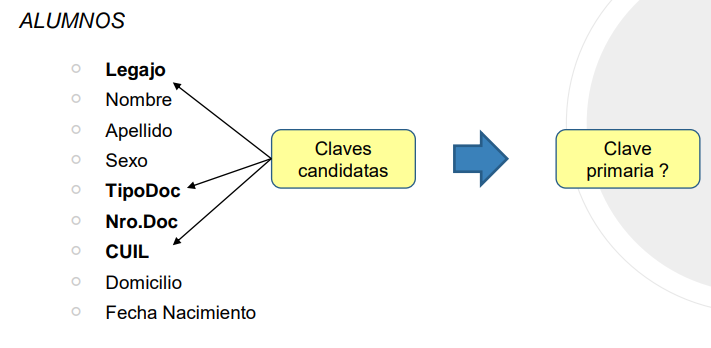 ALUMNOS
Legajo
Nombre
Apellido
Sexo
TipoDoc
Nro.Doc
CUIL
Domicilio
Fecha Nacimiento
Claves
candidatas
Clave
primaria ?